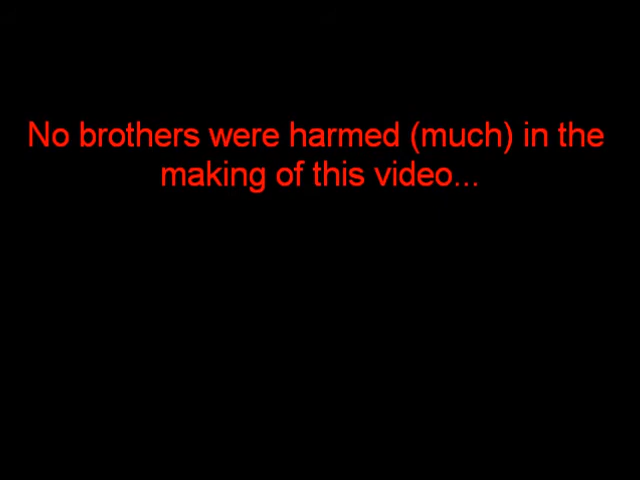 No brothers were harmed (much) in the
making of this video...